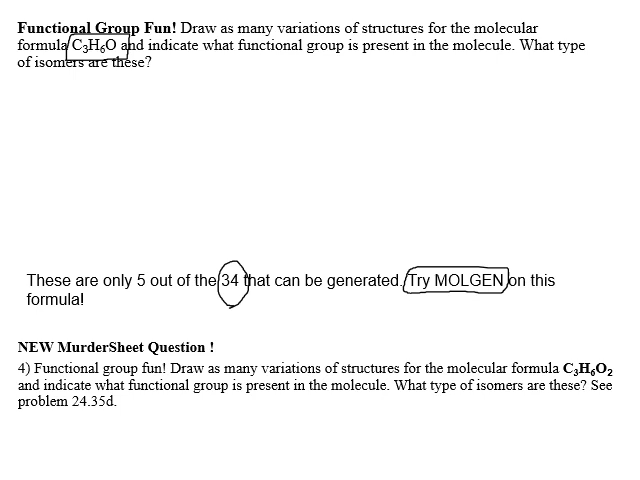 Functional Group Fun! Draw as many variations of structures for the molecular
formula C₃H₆O and indicate what functional group is present in the molecule. What type
of isomers are these?
These are only 5 out of the 34 that can be generated. Try MOLGEN on this
formula!
NEW MurderSheet Question !
4) Functional group fun! Draw as many variations of structures for the molecular formula C₃H₆O₂
and indicate what functional group is present in the molecule. What type of isomers are these? See
problem 24.35d.